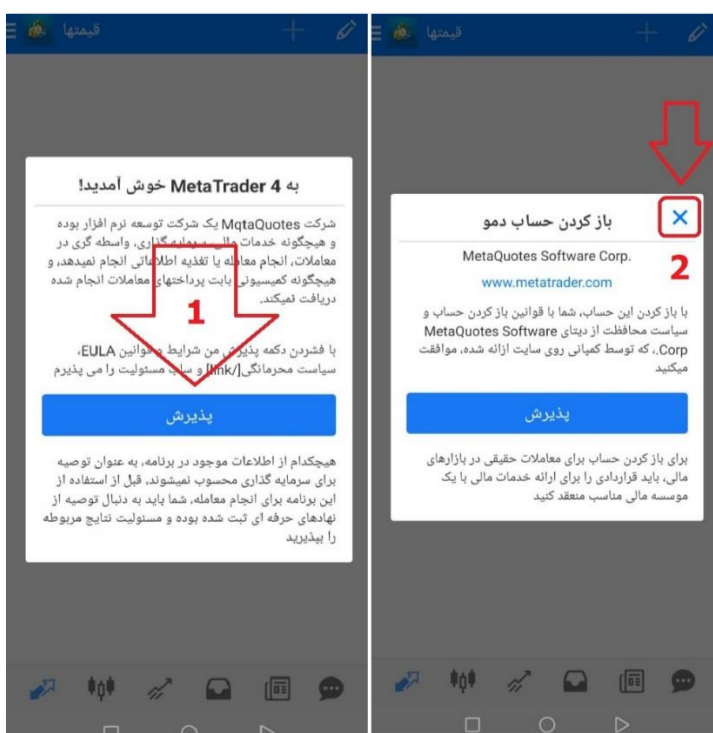 قیمتها
به MetaTrader 4 خوش آمدید!
شرکت MqtaQuotes یک شرکت توسعه نرم افزار بوده
و هیچگونه خدمات مالی، سرمایه گذاری، واسطه گری در
معاملات، انجام معامله یا تغذیه اطلاعاتی انجام نمیدهد، و
هیچگونه کمیسیونی بابت پرداختهای معاملات انجام شده
دریافت نمیکند.
1
با فشردن دکمه پذیرش من شرایط و قوانین EULA،
سیاست محرمانگی[/link] و سلب مسئولیت را می پذیرم
پذیرش
هیچکدام از اطلاعات موجود در برنامه، به عنوان توصیه
برای سرمایه گذاری محسوب نمیشوند، قبل از استفاده از
این برنامه برای انجام معامله، شما باید به دنبال توصیه از
نهادهای حرفه ای ثبت شده بوده و مسئولیت نتایج مربوطه
را بپذیرید
قیمتها
باز کردن حساب دمو
2
MetaQuotes Software Corp.
www.metatrader.com
با باز کردن این حساب، شما با قوانین باز کردن حساب و
سیاست محافظت از دیتای MetaQuotes Software
Corp.، که توسط کمپانی روی سایت ارائه شده، موافقت
میکنید
پذیرش
برای باز کردن حساب برای معاملات حقیقی در بازارهای
مالی، باید قراردادی را برای ارائه خدمات مالی با یک
موسسه مالی مناسب منعقد کنید